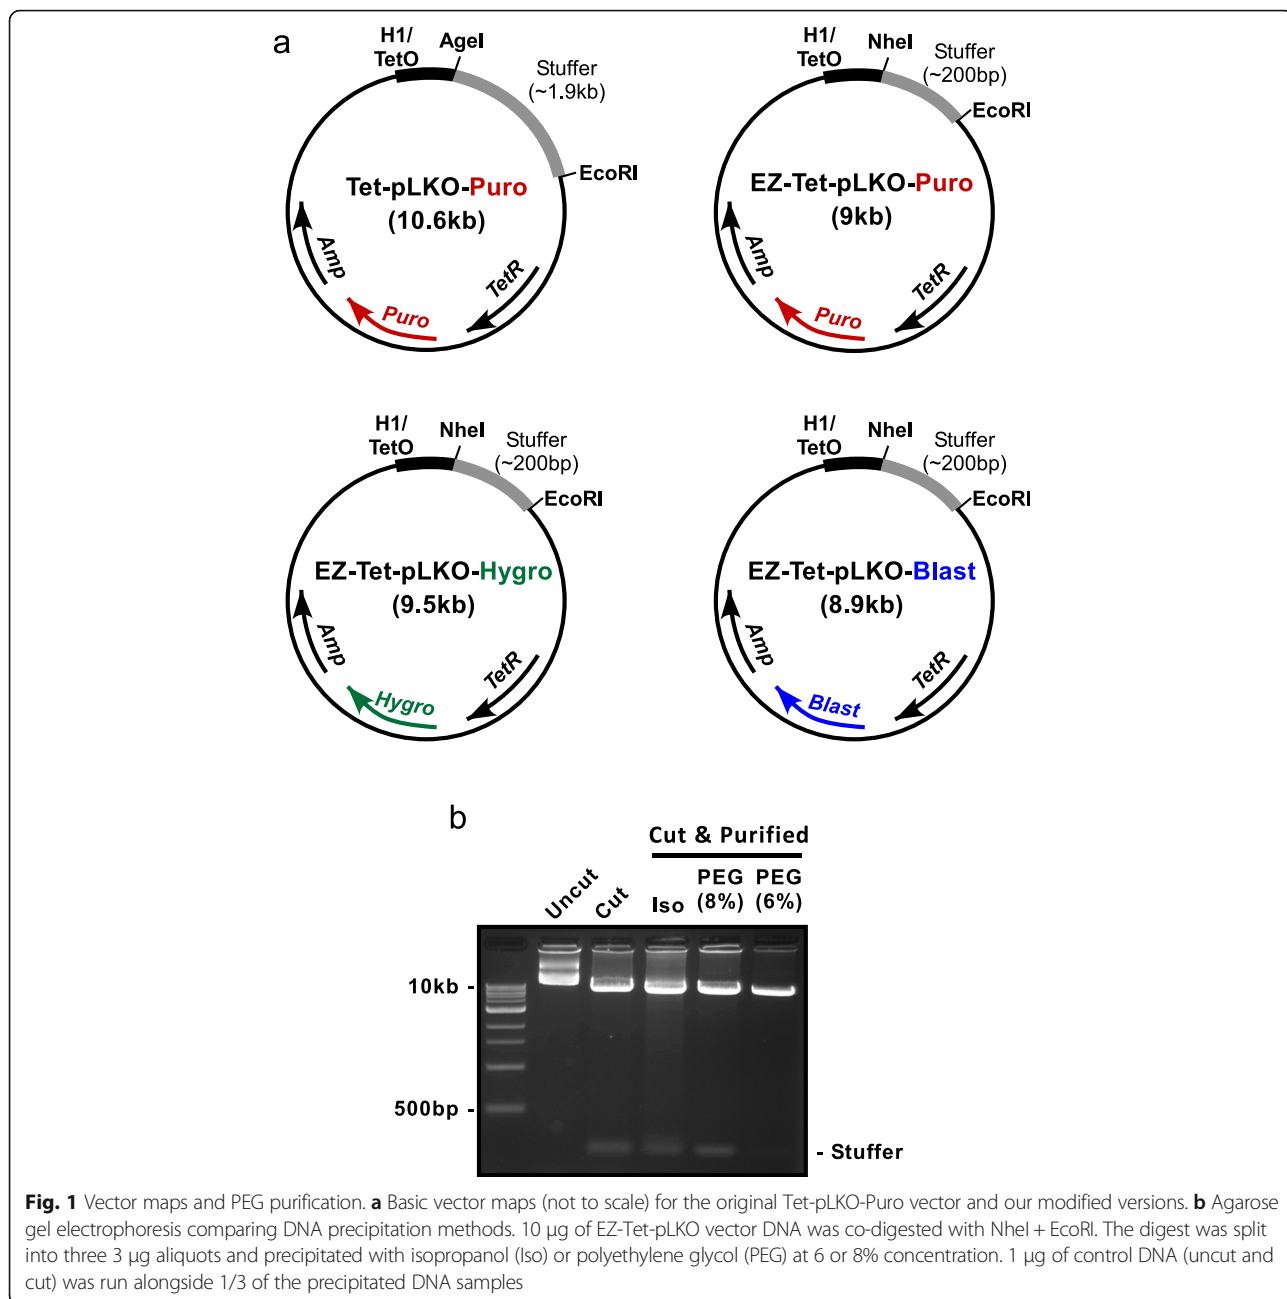 a
H1/
TetO
AgeI
Stuffer
(~1.9kb)
EcoRI
Tet-pLKO-Puro
(10.6kb)
Amp
Puro
TetR
H1/
TetO
NheI
Stuffer
(~200bp)
EcoRI
EZ-Tet-pLKO-Puro
(9kb)
Amp
Puro
TetR
H1/
TetO
NheI
Stuffer
(~200bp)
EcoRI
EZ-Tet-pLKO-Hygro
(9.5kb)
Amp
Hygro
TetR
H1/
TetO
NheI
Stuffer
(~200bp)
EcoRI
EZ-Tet-pLKO-Blast
(8.9kb)
Amp
Blast
TetR
b
Cut & Purified
Uncut
Cut
Iso
PEG
(8%)
PEG
(6%)
10kb -
500bp -
- Stuffer
Fig. 1 Vector maps and PEG purification. a Basic vector maps (not to scale) for the original Tet-pLKO-Puro vector and our modified versions. b Agarose
gel electrophoresis comparing DNA precipitation methods. 10 μg of EZ-Tet-pLKO vector DNA was co-digested with NheI + EcoRI. The digest was split
into three 3 μg aliquots and precipitated with isopropanol (Iso) or polyethylene glycol (PEG) at 6 or 8% concentration. 1 μg of control DNA (uncut and
cut) was run alongside 1/3 of the precipitated DNA samples